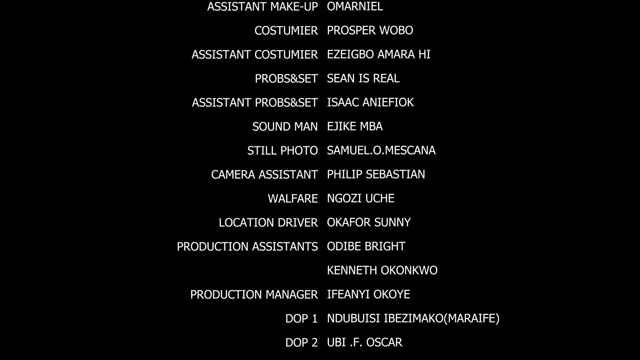 ASSISTANT MAKE-UP OMARNIEL
COSTUMIER PROSPER WOBO
ASSISTANT COSTUMIER EZEIGBO AMARA HI
PROBS&SET SEAN IS REAL
ASSISTANT PROBS&SET ISAAC ANIEFIOK
SOUND MAN EJIKE MBA
STILL PHOTO SAMUEL.O.MESCANA
CAMERA ASSISTANT PHILIP SEBASTIAN
WALFARE NGOZI UCHE
LOCATION DRIVER OKAFOR SUNNY
PRODUCTION ASSISTANTS ODIBE BRIGHT
KENNETH OKONKWO
PRODUCTION MANAGER IFEANYI OKOYE
DOP 1 NDUBUISI IBEZIMAKO(MARAIFE)
DOP 2 UBI .F. OSCAR